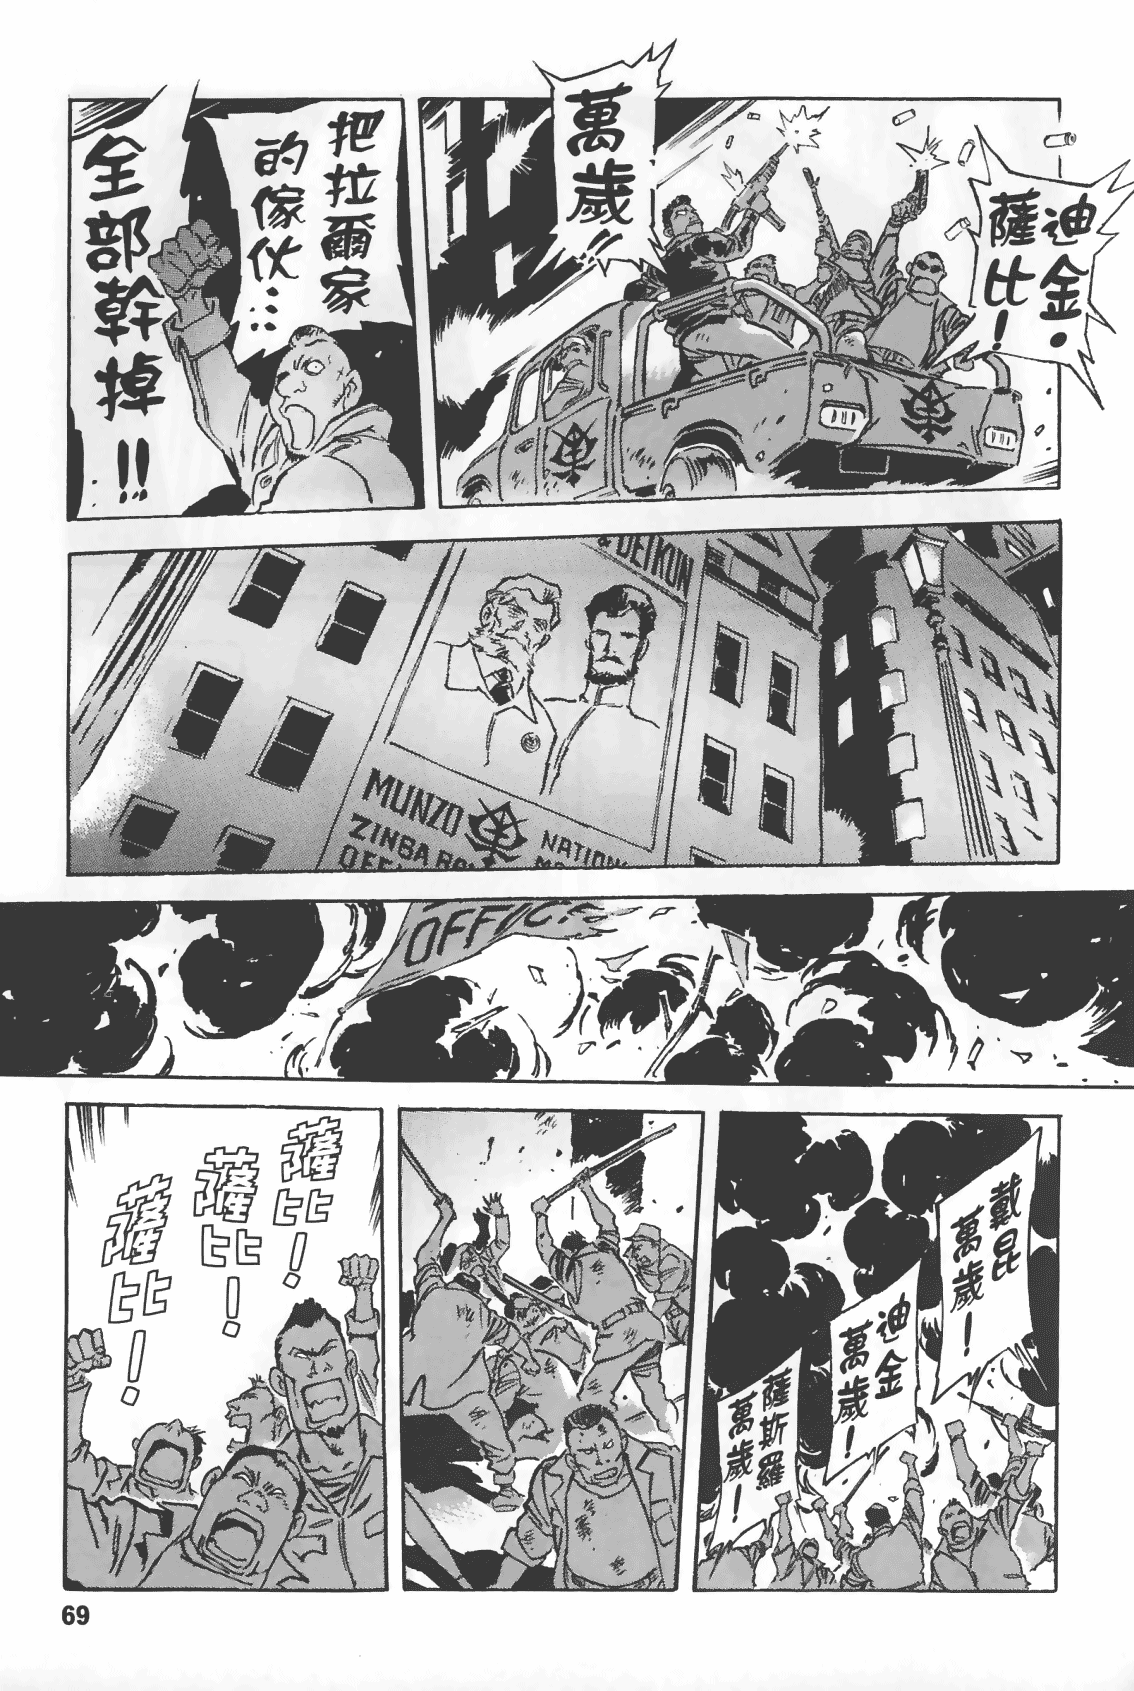 迪金·
薩比！
萬歲!!
把拉爾家
的傢伙……
全部幹掉!!
& DEIKUN
MUNZO
NATION
ZINBA RA
OFFICE
戴昆
萬歲！
迪金
萬歲！
薩斯羅
萬歲！
薩比！
薩比！
薩比！
69